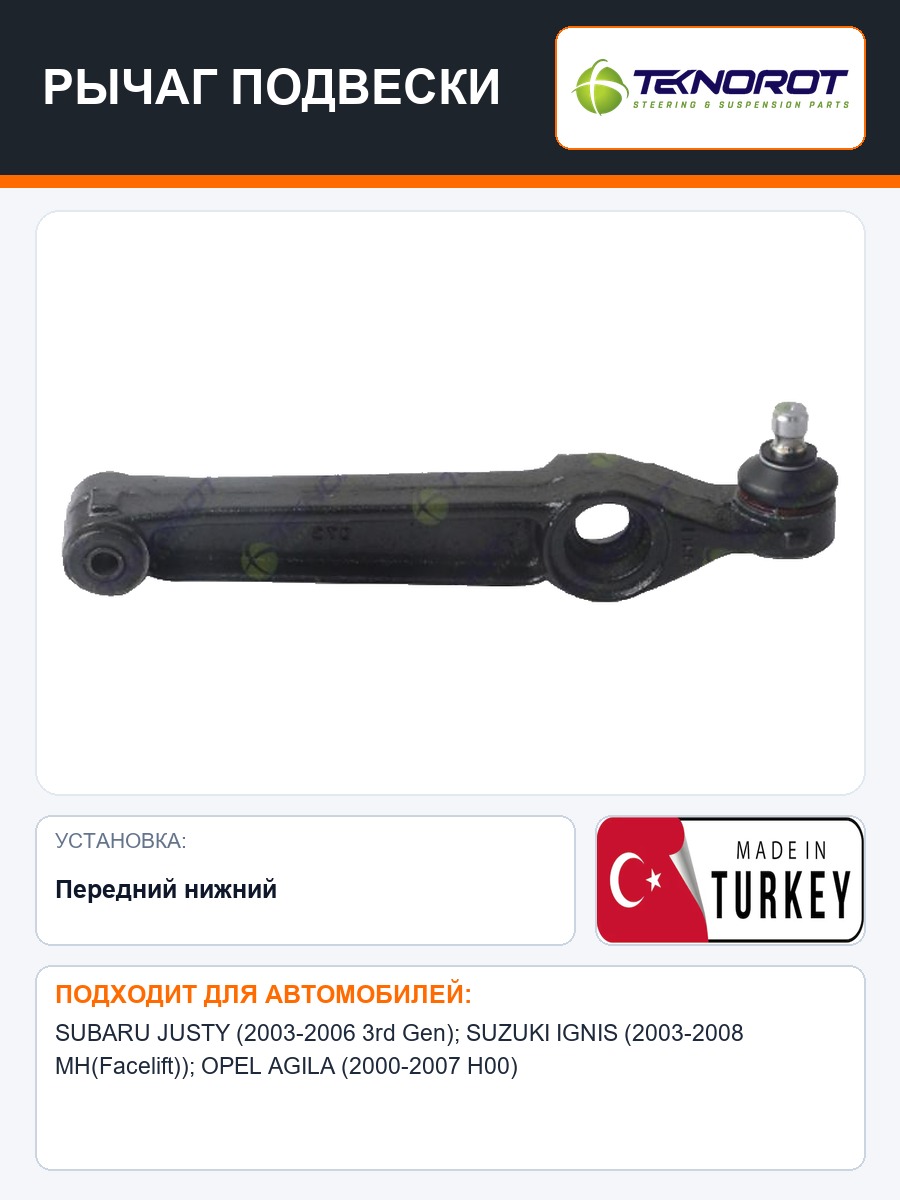 РЫЧАГ ПОДВЕСКИ
TEKNOROT
STEERING & SUSPENSION PARTS
УСТАНОВКА:
Передний нижний
MADE IN
TURKEY
ПОДХОДИТ ДЛЯ АВТОМОБИЛЕЙ:
SUBARU JUSTY (2003-2006 3rd Gen); SUZUKI IGNIS (2003-2008
MH(Facelift)); OPEL AGILA (2000-2007 H00)